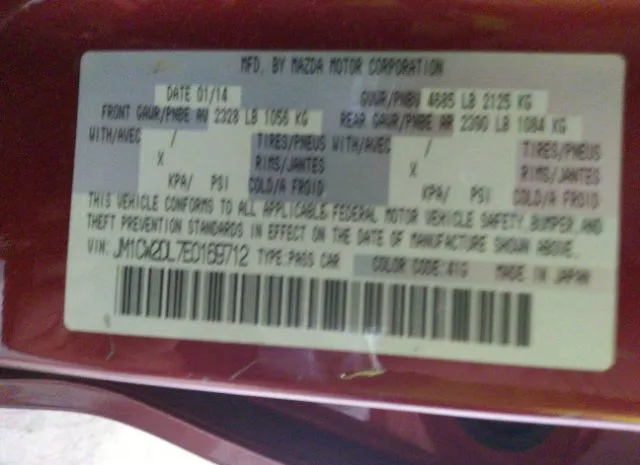 MFD. BY MAZDA MOTOR CORPORATION
DATE 01/14 GVWR/PNBV 4685 LB 2125 KG
FRONT GAWR/PNBE AV 2328 LB 1056 KG REAR GAWR/PNBE AR 2390 LB 1084 KG
WITH/AVEC / TIRES/PNEUS WITH/AVEC / TIRES/PNEUS
X RIMS/JANTES X RIMS/JANTES
KPA/ PSI COLD/A FROID KPA/ PSI COLD/A FROID
THIS VEHICLE CONFORMS TO ALL APPLICABLE FEDERAL MOTOR VEHICLE SAFETY, BUMPER, AND
THEFT PREVENTION STANDARDS IN EFFECT ON THE DATE OF MANUFACTURE SHOWN ABOVE.
VIN: JM1CW2DL7E0169712 TYPE: PASS CAR COLOR CODE: 41G MADE IN JAPAN